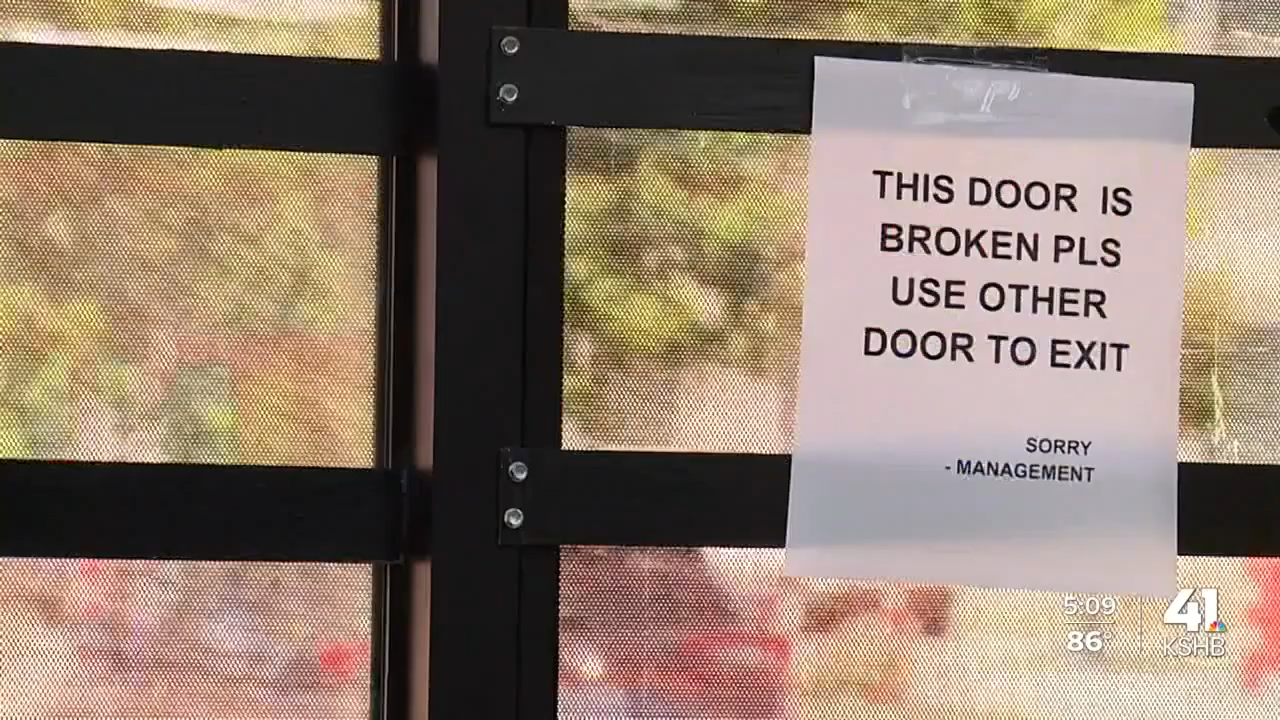 THIS DOOR IS
BROKEN PLS
USE OTHER
DOOR TO EXIT
SORRY
- MANAGEMENT
5:09
86°
41
KSHB